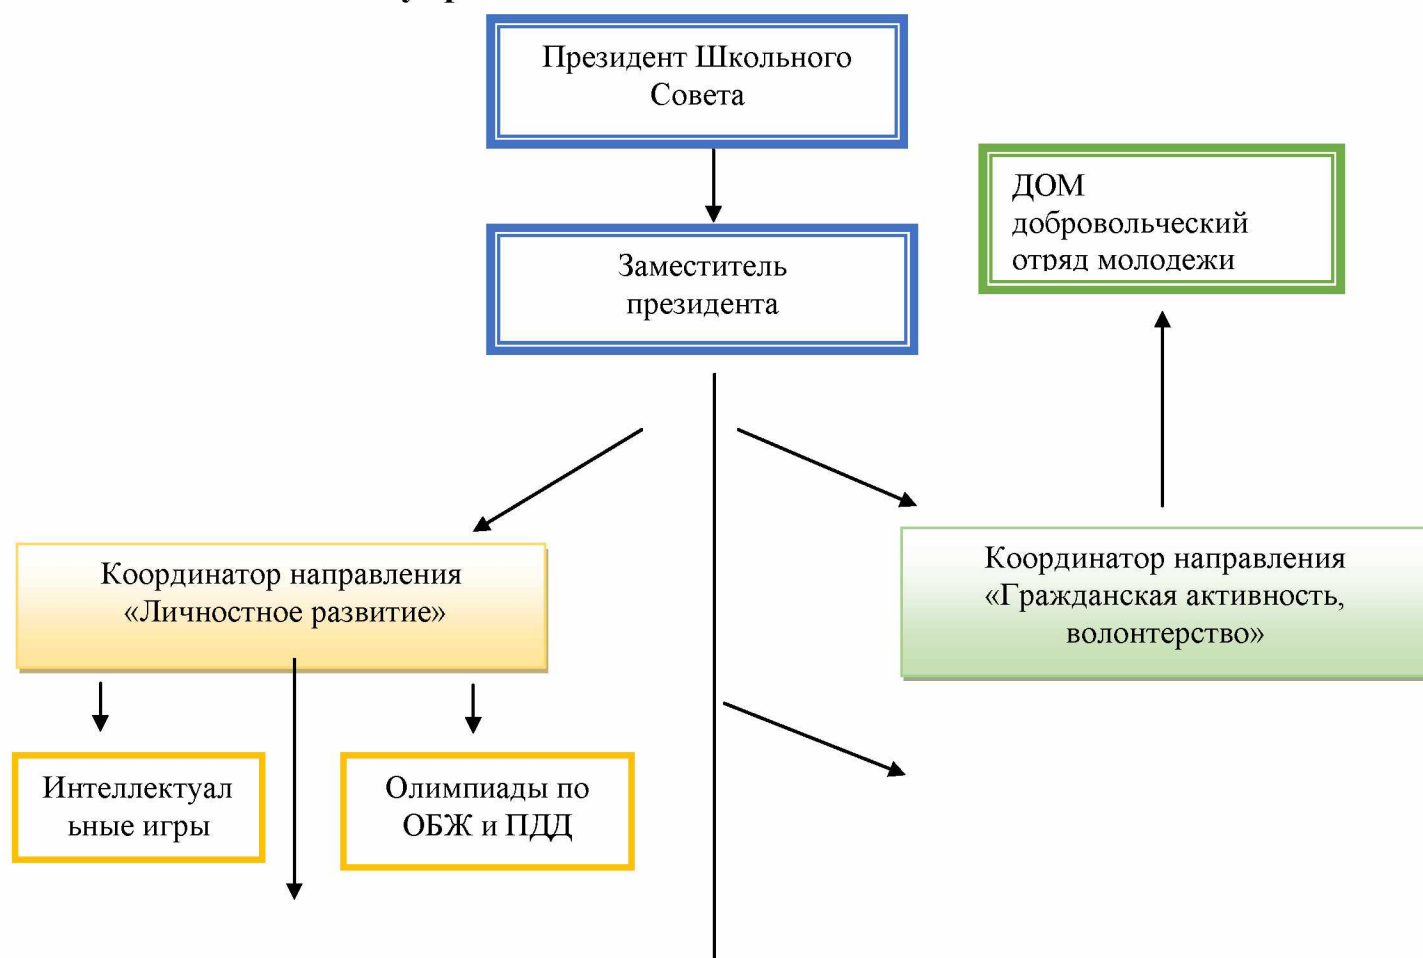 Президент Школьного
Совета
ДОМ
добровольческий
отряд молодежи
Заместитель
президента
Координатор направления
«Личностное развитие»
Координатор направления
«Гражданская активность,
волонтерство»
Интеллектуал
ьные игры
Олимпиады по
ОБЖ и ПДД